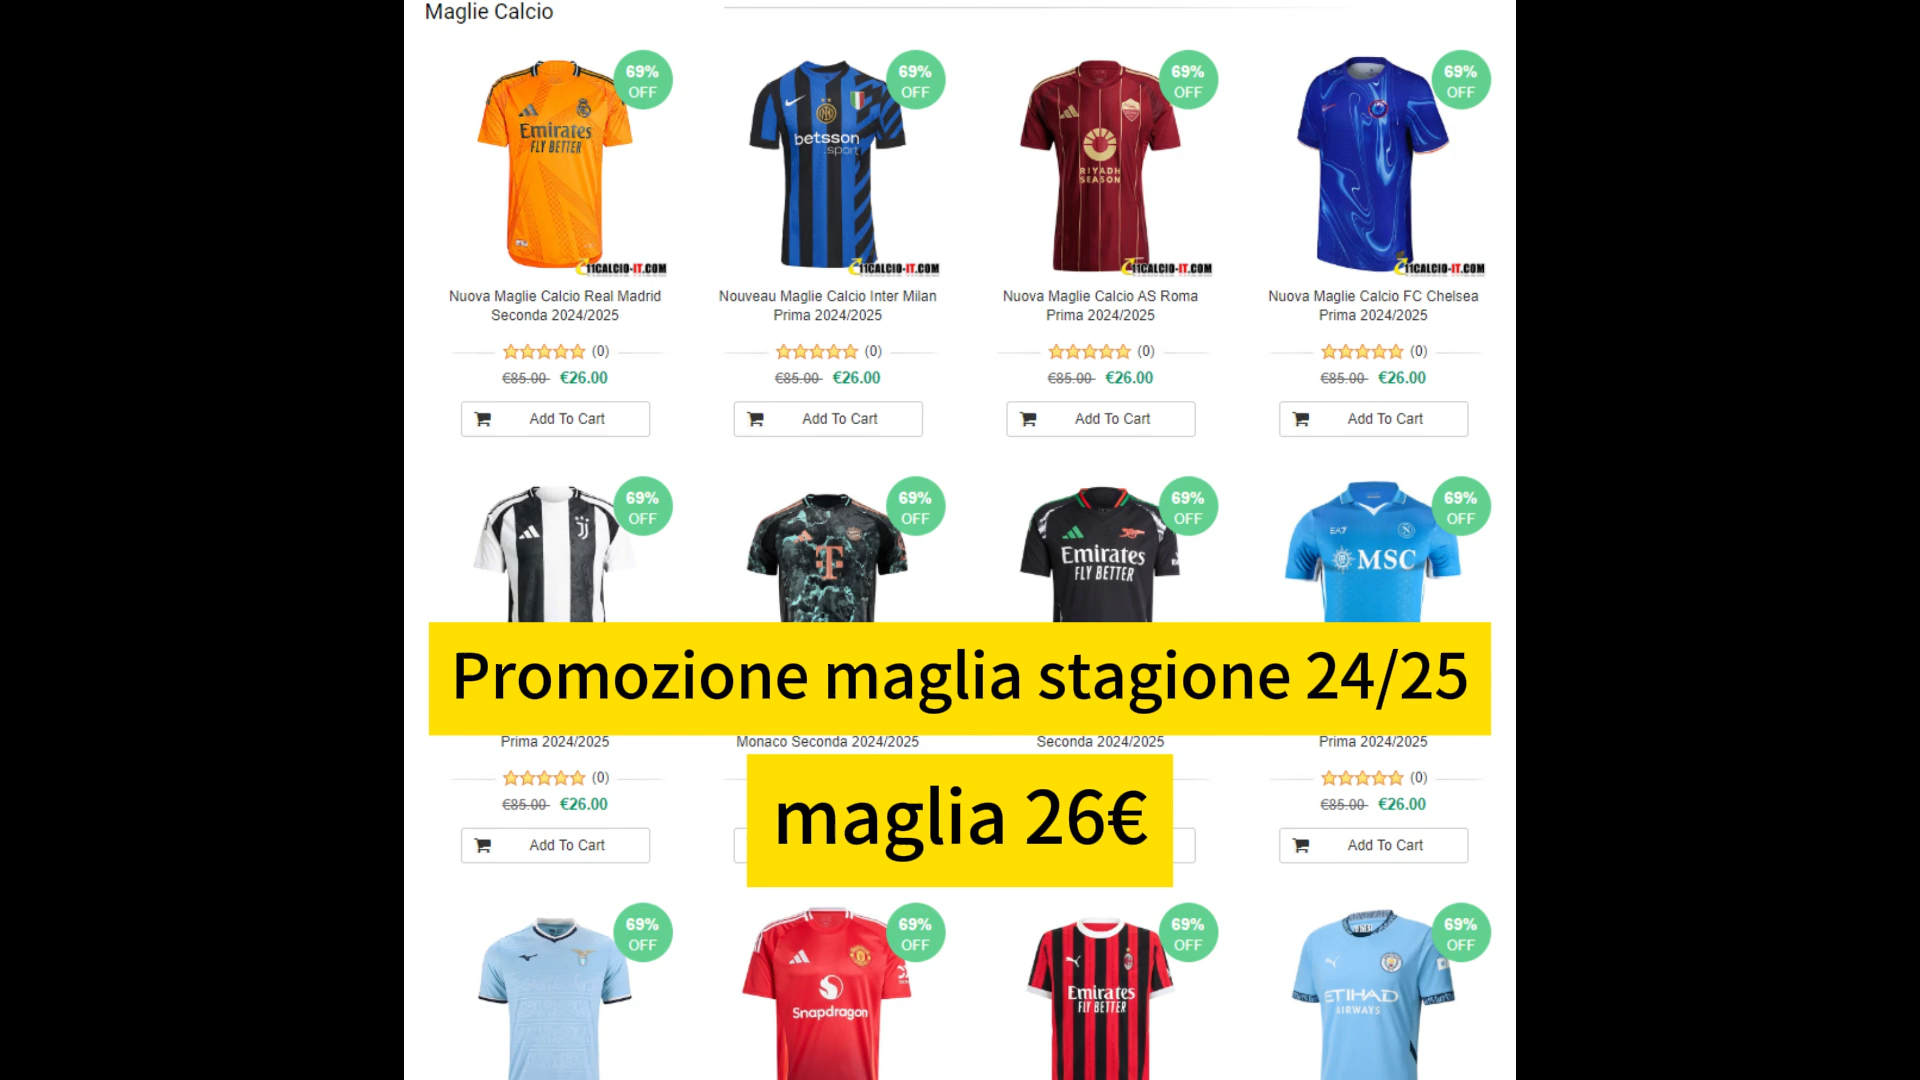 Maglie Calcio
69%
OFF
69%
OFF
69%
OFF
69%
OFF
Emirates
FLY BETTER
betsson
.sport
RIYADH
SEASON
11CALCIO-IT.COM
11CALCIO-IT.COM
11CALCIO-IT.COM
11CALCIO-IT.COM
Nuova Maglie Calcio Real Madrid
Seconda 2024/2025
Nouveau Maglie Calcio Inter Milan
Prima 2024/2025
Nuova Maglie Calcio AS Roma
Prima 2024/2025
Nuova Maglie Calcio FC Chelsea
Prima 2024/2025
(0)
(0)
(0)
(0)
€85.00 €26.00
€85.00 €26.00
€85.00 €26.00
€85.00 €26.00
Add To Cart
Add To Cart
Add To Cart
Add To Cart
69%
OFF
69%
OFF
69%
OFF
69%
OFF
T
Emirates
FLY BETTER
EA7
MSC
Promozione maglia stagione 24/25
Prima 2024/2025
Monaco Seconda 2024/2025
Seconda 2024/2025
Prima 2024/2025
(0)
(0)
€85.00 €26.00
€85.00 €26.00
maglia 26€
Add To Cart
Add To Cart
69%
OFF
69%
OFF
69%
OFF
69%
OFF
Snapdragon
Emirates
FLY BETTER
ETIHAD
AIRWAYS